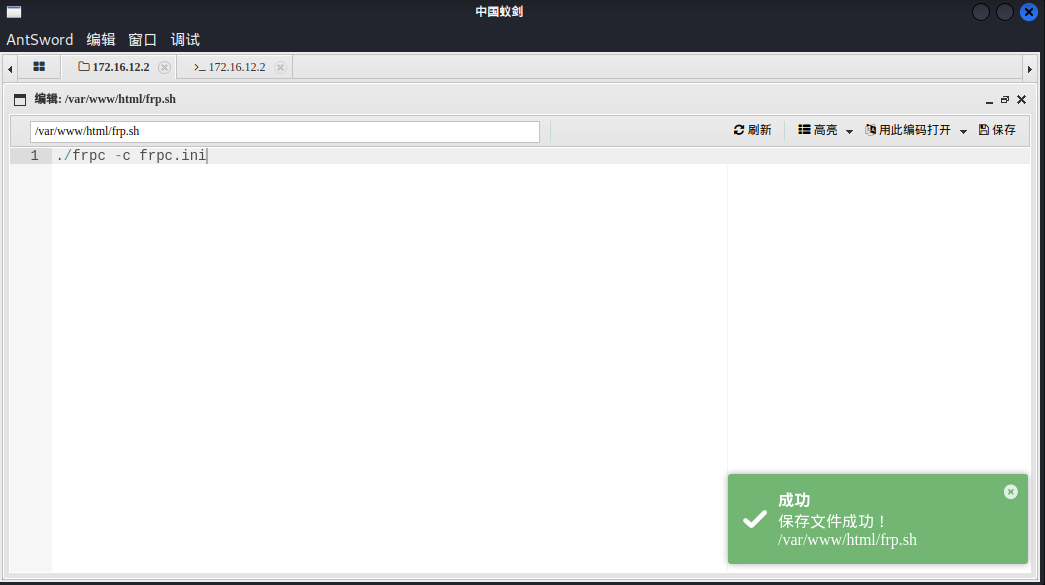 中国蚁剑
AntSword 编辑 窗口 调试
172.16.12.2 >_ 172.16.12.2
编辑: /var/www/html/frp.sh
/var/www/html/frp.sh 刷新 高亮 用此编码打开 保存
1 ./frpc -c frpc.ini
成功
保存文件成功！
/var/www/html/frp.sh